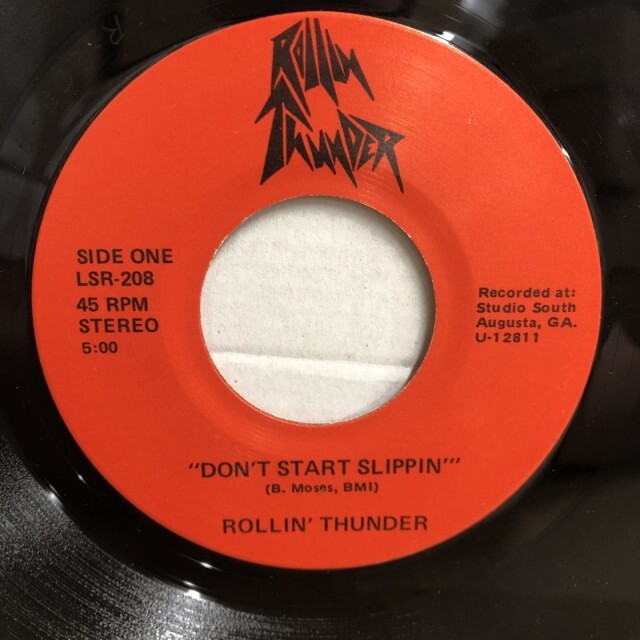 ROLLIN
THUNDER
SIDE ONE
LSR-208
45 RPM
STEREO
5:00
Recorded at:
Studio South
Augusta, GA.
U-12811
"DON'T START SLIPPIN'"
(B. Moses, BMI)
ROLLIN' THUNDER